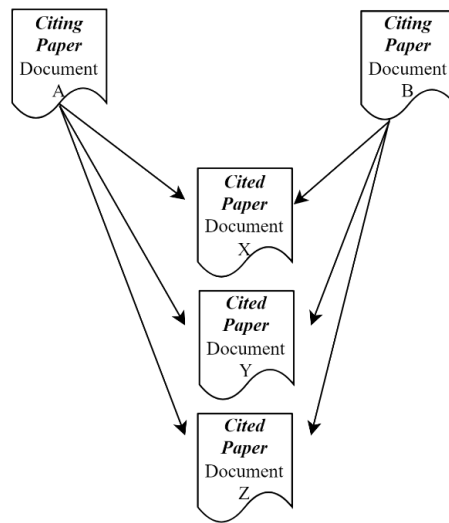 Citing
Paper
Document
A
Citing
Paper
Document
B
Cited
Paper
Document
X
Cited
Paper
Document
Y
Cited
Paper
Document
Z